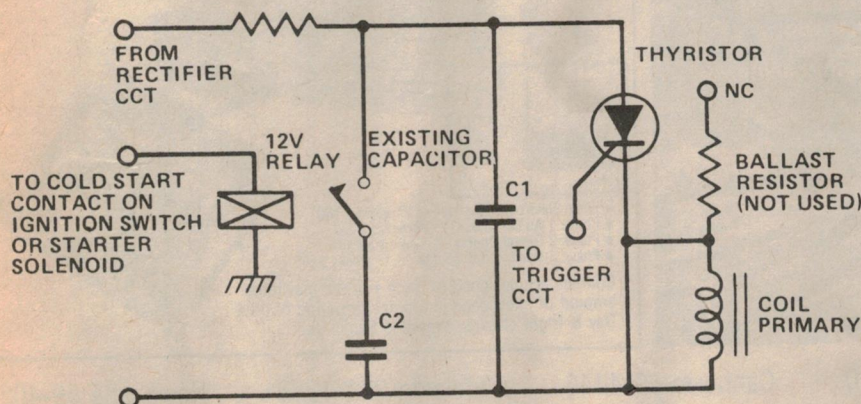 FROM
RECTIFIER
CCT
THYRISTOR
NC
12V
RELAY
EXISTING
CAPACITOR
C1
BALLAST
RESISTOR
(NOT USED)
TO COLD START
CONTACT ON
IGNITION SWITCH
OR STARTER
SOLENOID
TO
TRIGGER
CCT
C2
COIL
PRIMARY